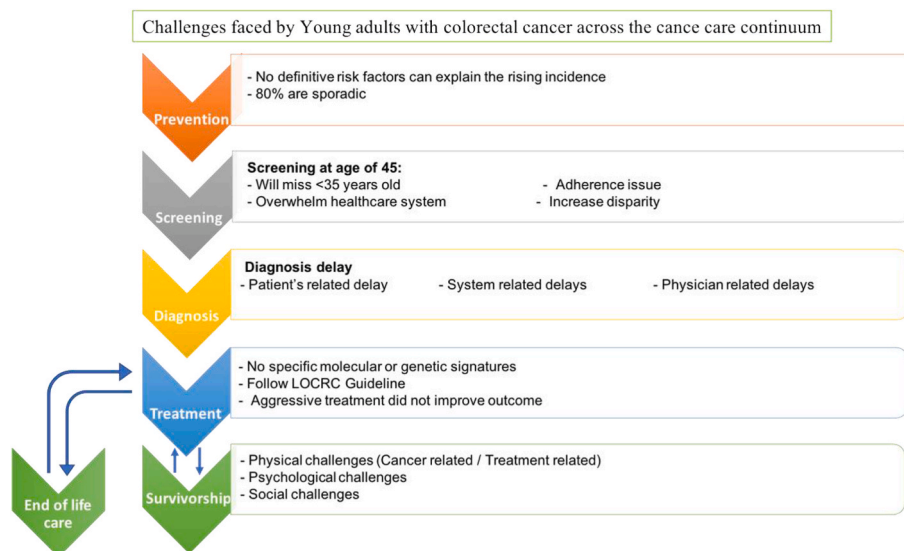 Challenges faced by Young adults with colorectal cancer across the cance care continuum
Prevention
- No definitive risk factors can explain the rising incidence
- 80% are sporadic
Screening
Screening at age of 45:
- Will miss <35 years old - Adherence issue
- Overwhelm healthcare system - Increase disparity
Diagnosis
Diagnosis delay
- Patient's related delay - System related delays - Physician related delays
Treatment
- No specific molecular or genetic signatures
- Follow LOCRC Guideline
- Aggressive treatment did not improve outcome
Survivorship
- Physical challenges (Cancer related / Treatment related)
- Psychological challenges
- Social challenges
End of life
care